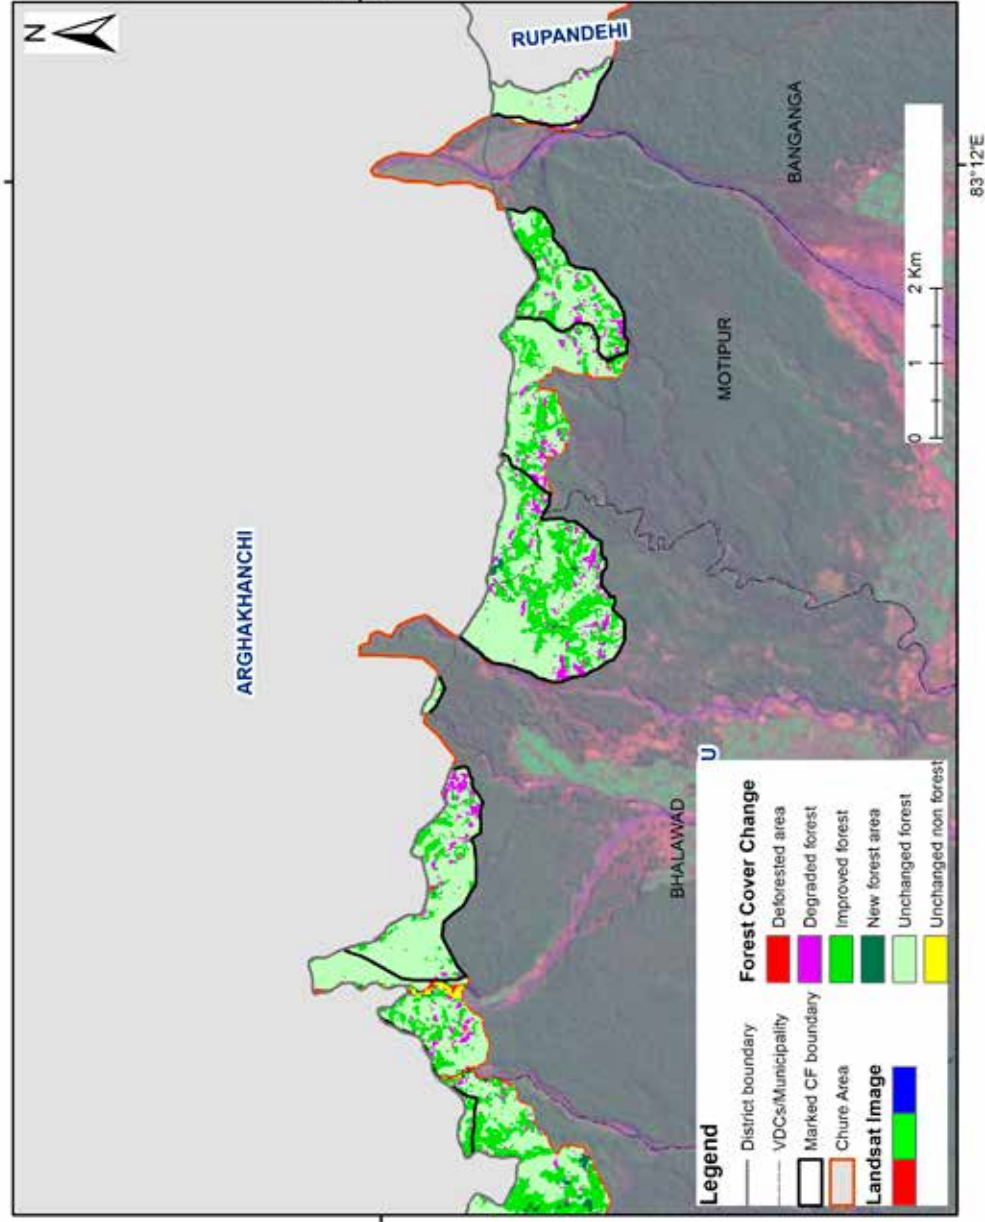 N
RUPANDEHI
ARGHAKHANCHI
BANGANGA
MOTIPUR
BHALAWAD
U
0 1 2 Km
83°12'E
Legend
District boundary
VDCs/Municipality
Marked CF boundary
Chure Area
Landsat Image
Forest Cover Change
Deforested area
Degraded forest
Improved forest
New forest area
Unchanged forest
Unchanged non forest